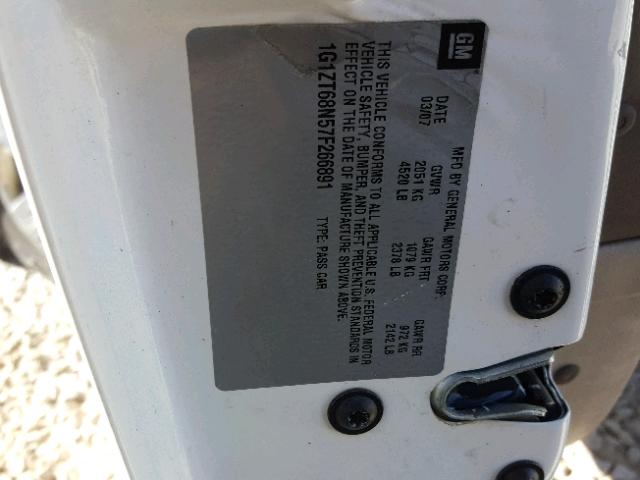 GM
MFD BY GENERAL MOTORS CORP.
DATE GVWR GAWR FRT GAWR RR
03/07 2051 KG 1079 KG 972 KG
4520 LB 2378 LB 2142 LB
THIS VEHICLE CONFORMS TO ALL APPLICABLE U.S. FEDERAL MOTOR
VEHICLE SAFETY, BUMPER, AND THEFT PREVENTION STANDARDS IN
EFFECT ON THE DATE OF MANUFACTURE SHOWN ABOVE.
1G1ZT68N57F266891 TYPE: PASS CAR